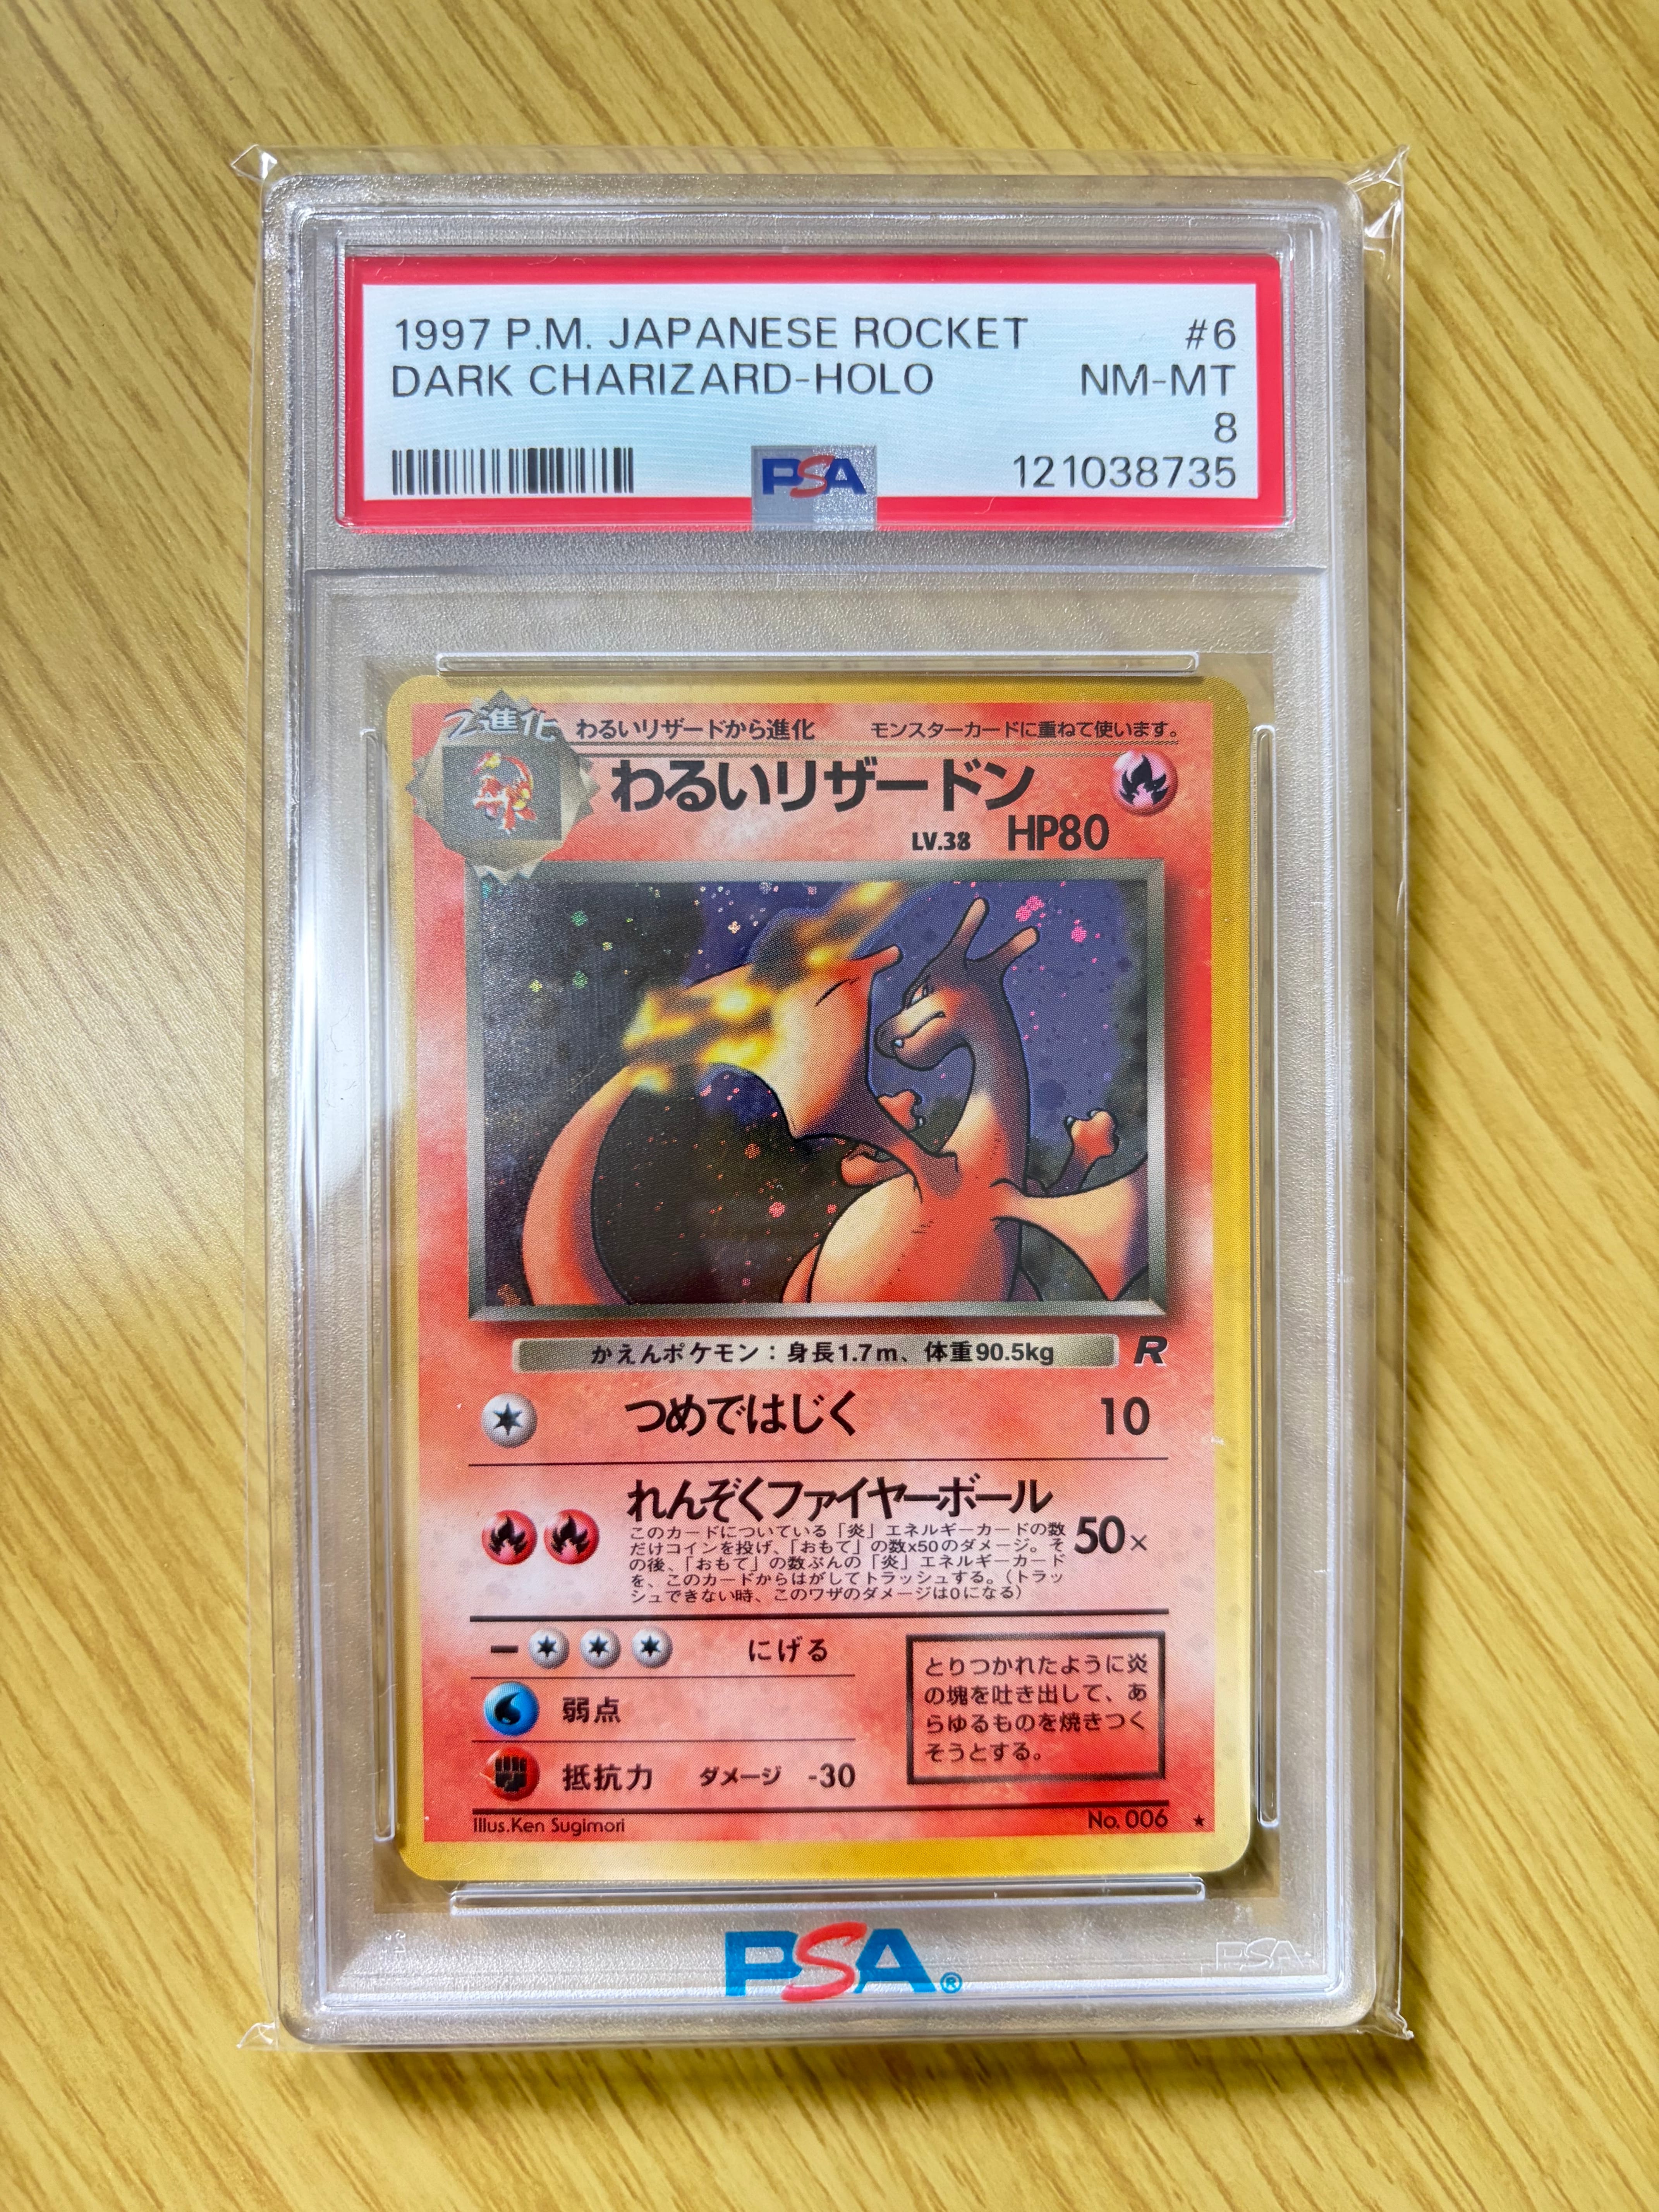 1997 P.M. JAPANESE ROCKET #6
DARK CHARIZARD-HOLO NM-MT
8
PSA 121038735
2進化 わるいリザードから進化 モンスターカードに重ねて使います。
わるいリザードン
LV.38 HP80
かえんポケモン：身長1.7m、体重90.5kg R
つめではじく 10
れんぞくファイヤーボール
このカードについている「炎」エネルギーカードの数
だけコインを投げ、「おもて」の数x50のダメージ。そ
の後、「おもて」の数ぶんの「炎」エネルギーカード
を、このカードからはがしてトラッシュする。（トラッ
シュできない時、このワザのダメージは0になる）
50×
にげる
弱点
抵抗力 ダメージ -30
とりつかれたように炎
の塊を吐き出して、あ
らゆるものを焼きつく
そうとする。
Illus.Ken Sugimori No. 006 ★
PSA®
PSA